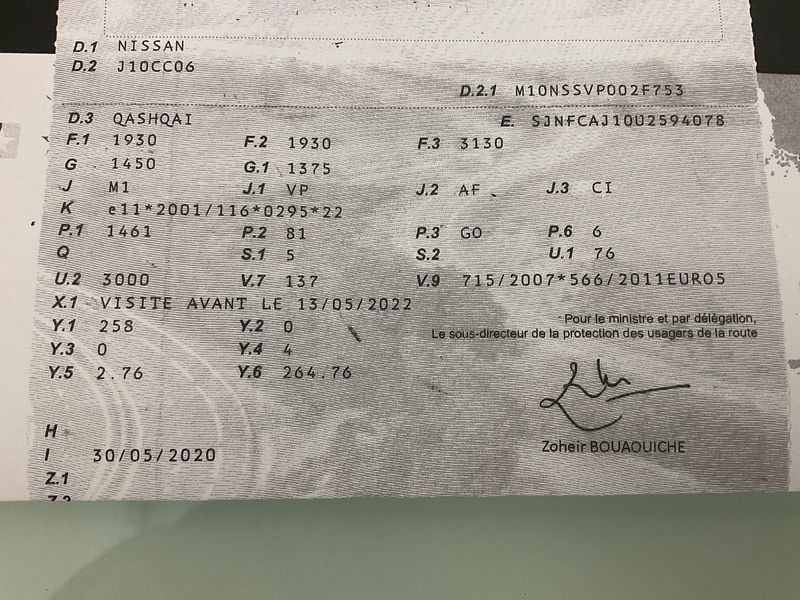 D.1 NISSAN
D.2 J10CC06
D.2.1 M10NSSVP002F753
D.3 QASHQAI E. SJNFCAJ10U2594078
F.1 1930 F.2 1930 F.3 3130
G 1450 G.1 1375
J M1 J.1 VP J.2 AF J.3 CI
K e11*2001/116*0295*22
P.1 1461 P.2 81 P.3 GO P.6 6
Q S.1 5 S.2 U.1 76
U.2 3000 V.7 137 V.9 715/2007*566/2011EURO5
X.1 VISITE AVANT LE 13/05/2022
Y.1 258 Y.2 0
Pour le ministre et par délégation,
Le sous-directeur de la protection des usagers de la route
Y.3 0 Y.4 4
Y.5 2.76 Y.6 264.76
H
Zoheir BOUAOUICHE
I 30/05/2020
Z.1
Z.2